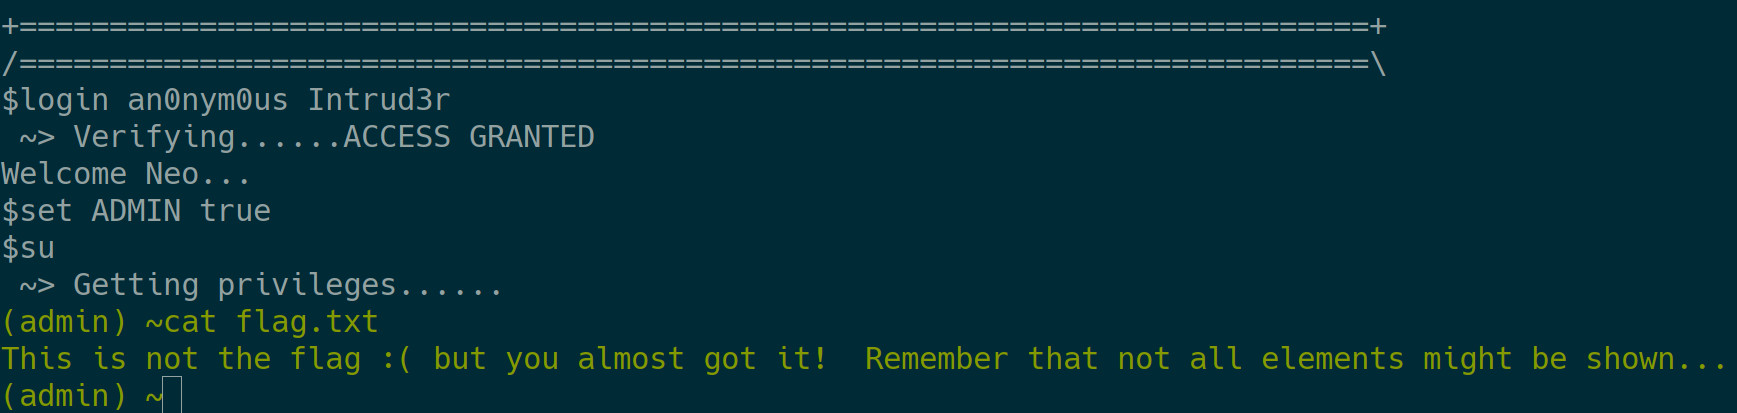 +===========================================================================+
/===========================================================================\
$login an0nym0us Intrud3r
 ~> Verifying......ACCESS GRANTED
Welcome Neo...
$set ADMIN true
$su
 ~> Getting privileges......
(admin) ~cat flag.txt
This is not the flag :( but you almost got it!  Remember that not all elements might be shown...
(admin) ~